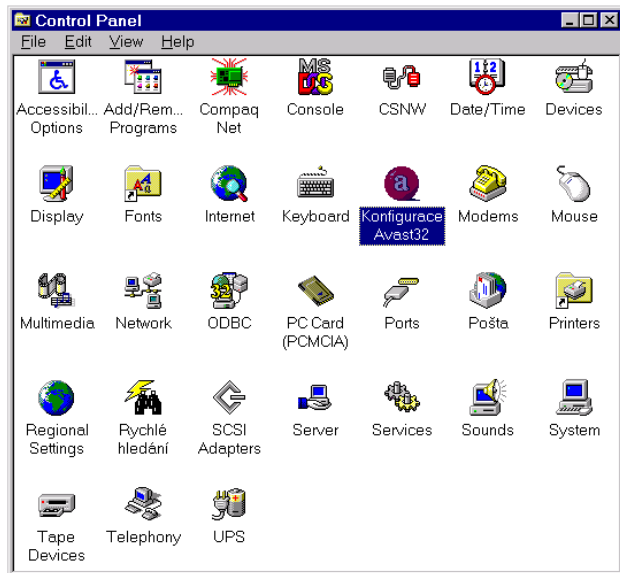 Control Panel
File Edit View Help
Accessibil... Options
Add/Rem... Programs
Compaq Net
Console
CSNW
Date/Time
Devices
Display
Fonts
Internet
Keyboard
Konfigurace Avast32
Modems
Mouse
Multimedia
Network
ODBC
PC Card (PCMCIA)
Ports
Pošta
Printers
Regional Settings
Rychlé hledání
SCSI Adapters
Server
Services
Sounds
System
Tape Devices
Telephony
UPS